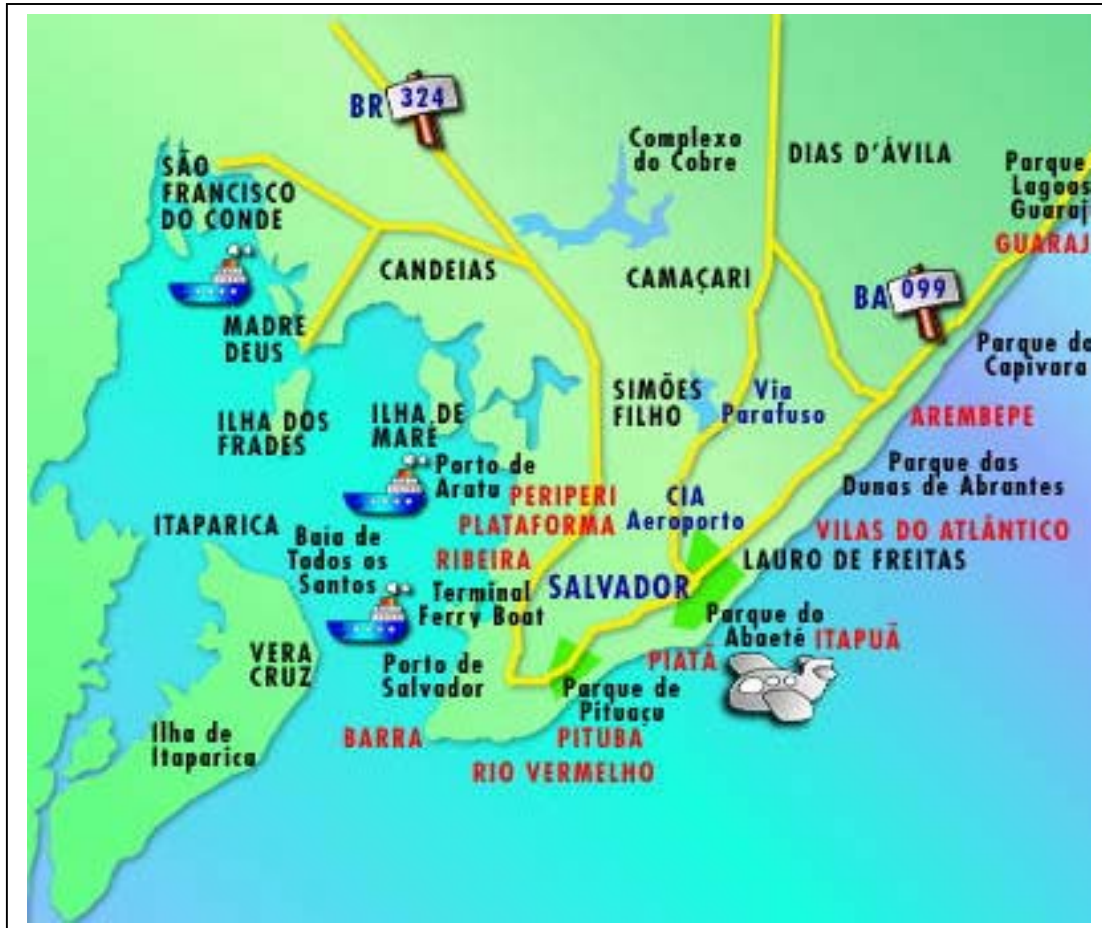 BR 324
Complexo
do Cobre
DIAS D'ÁVILA
Parque
Lagoas
Guaraj
GUARAJ
SÃO
FRANCISCO
DO CONDE
CANDEIAS
CAMAÇARI
BA 099
MADRE
DEUS
Parque do
Capivara
SIMÕES
FILHO
Via
Parafuso
ILHA DOS
FRADES
ILHA DE
MARÉ
AREMBEPE
Porto de
Aratu
PERIPERI
PLATAFORMA
CIA
Aeroporto
Parque das
Dunas de Abrantes
VILAS DO ATLÂNTICO
ITAPARICA
Baia de
Todos os
Santos
RIBEIRA
LAURO DE FREITAS
SALVADOR
Terminal
Ferry Boat
Parque do
Abaeté
ITAPUÃ
PIATÃ
VERA
CRUZ
Porto de
Salvador
Parque de
Pituaçu
PITUBA
BARRA
RIO VERMELHO
Ilha de
Itaparica